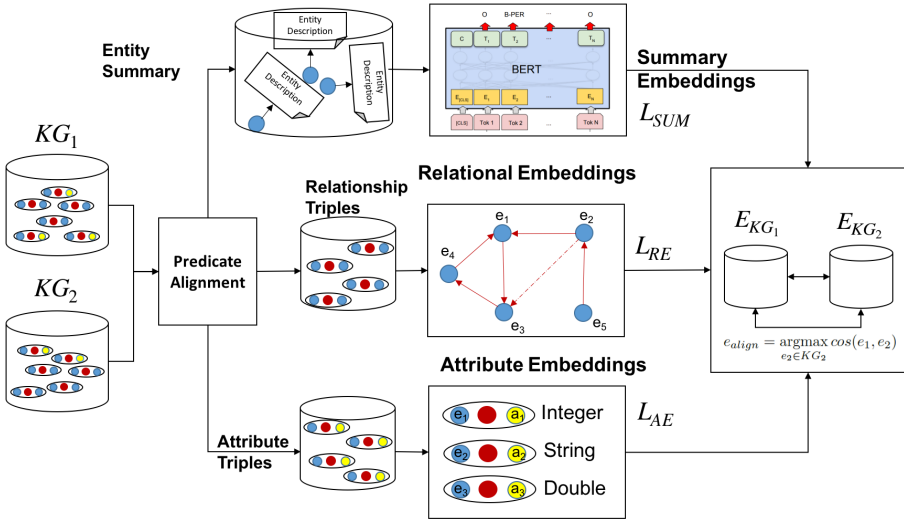 Entity
Summary
Entity
Description
Entity
Description
Entity
Description
O
B-PER
...
O
C
T1
T2
...
TN
BERT
E[CLS]
E1
E2
...
EN
[CLS]
Tok 1
Tok 2
...
Tok N
Summary
Embeddings
LSUM
KG1
KG2
Predicate
Alignment
Relationship
Triples
Relational Embeddings
e1
e2
e4
e3
e5
LRE
EKG1
EKG2
ealign = argmax cos(e1, e2)
e2∈KG2
Attribute
Triples
Attribute Embeddings
e1 a1 Integer
e2 a2 String
e3 a3 Double
LAE